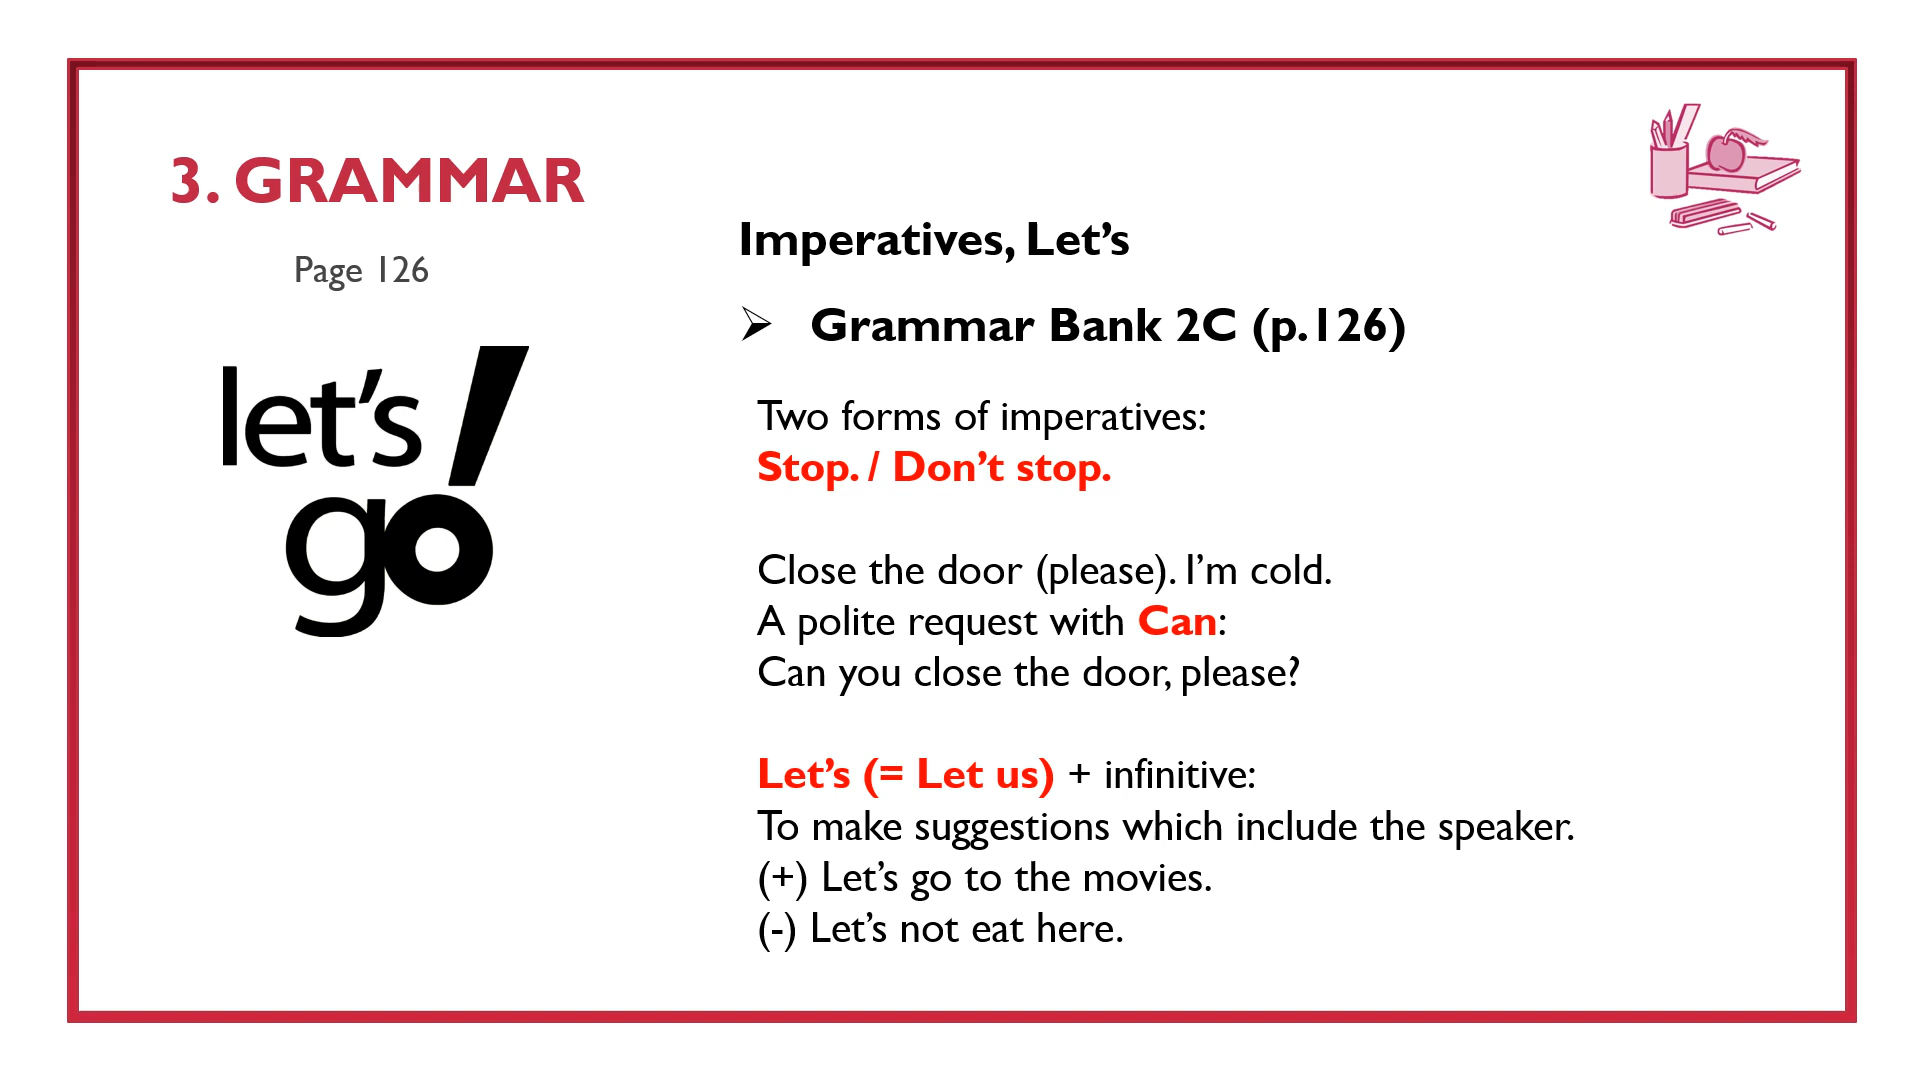 3. GRAMMAR
Page 126
let's
go!
Imperatives, Let's
➢ Grammar Bank 2C (p.126)
Two forms of imperatives:
Stop. / Don't stop.
Close the door (please). I'm cold.
A polite request with Can:
Can you close the door, please?
Let's (= Let us) + infinitive:
To make suggestions which include the speaker.
(+) Let's go to the movies.
(-) Let's not eat here.